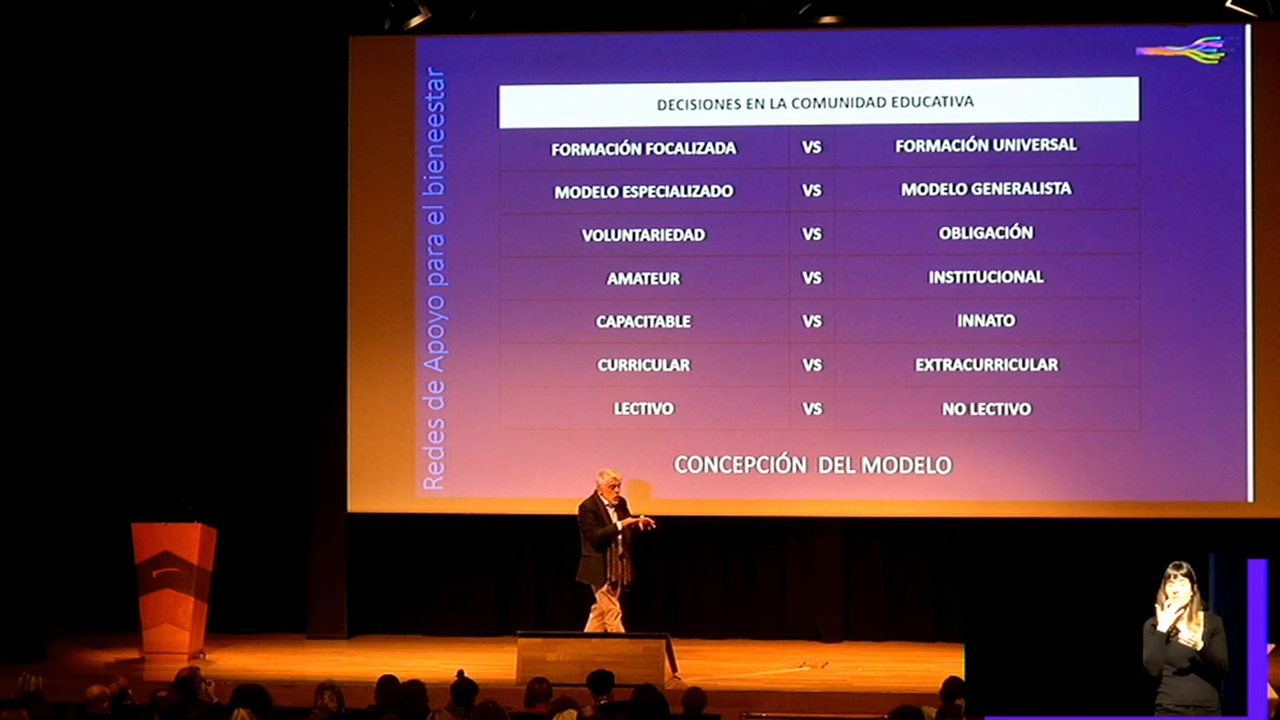 Redes de Apoyo para el bieneestar
DECISIONES EN LA COMUNIDAD EDUCATIVA
FORMACIÓN FOCALIZADA VS FORMACIÓN UNIVERSAL
MODELO ESPECIALIZADO VS MODELO GENERALISTA
VOLUNTARIEDAD VS OBLIGACIÓN
AMATEUR VS INSTITUCIONAL
CAPACITABLE VS INNATO
CURRICULAR VS EXTRACURRICULAR
LECTIVO VS NO LECTIVO
CONCEPCIÓN DEL MODELO